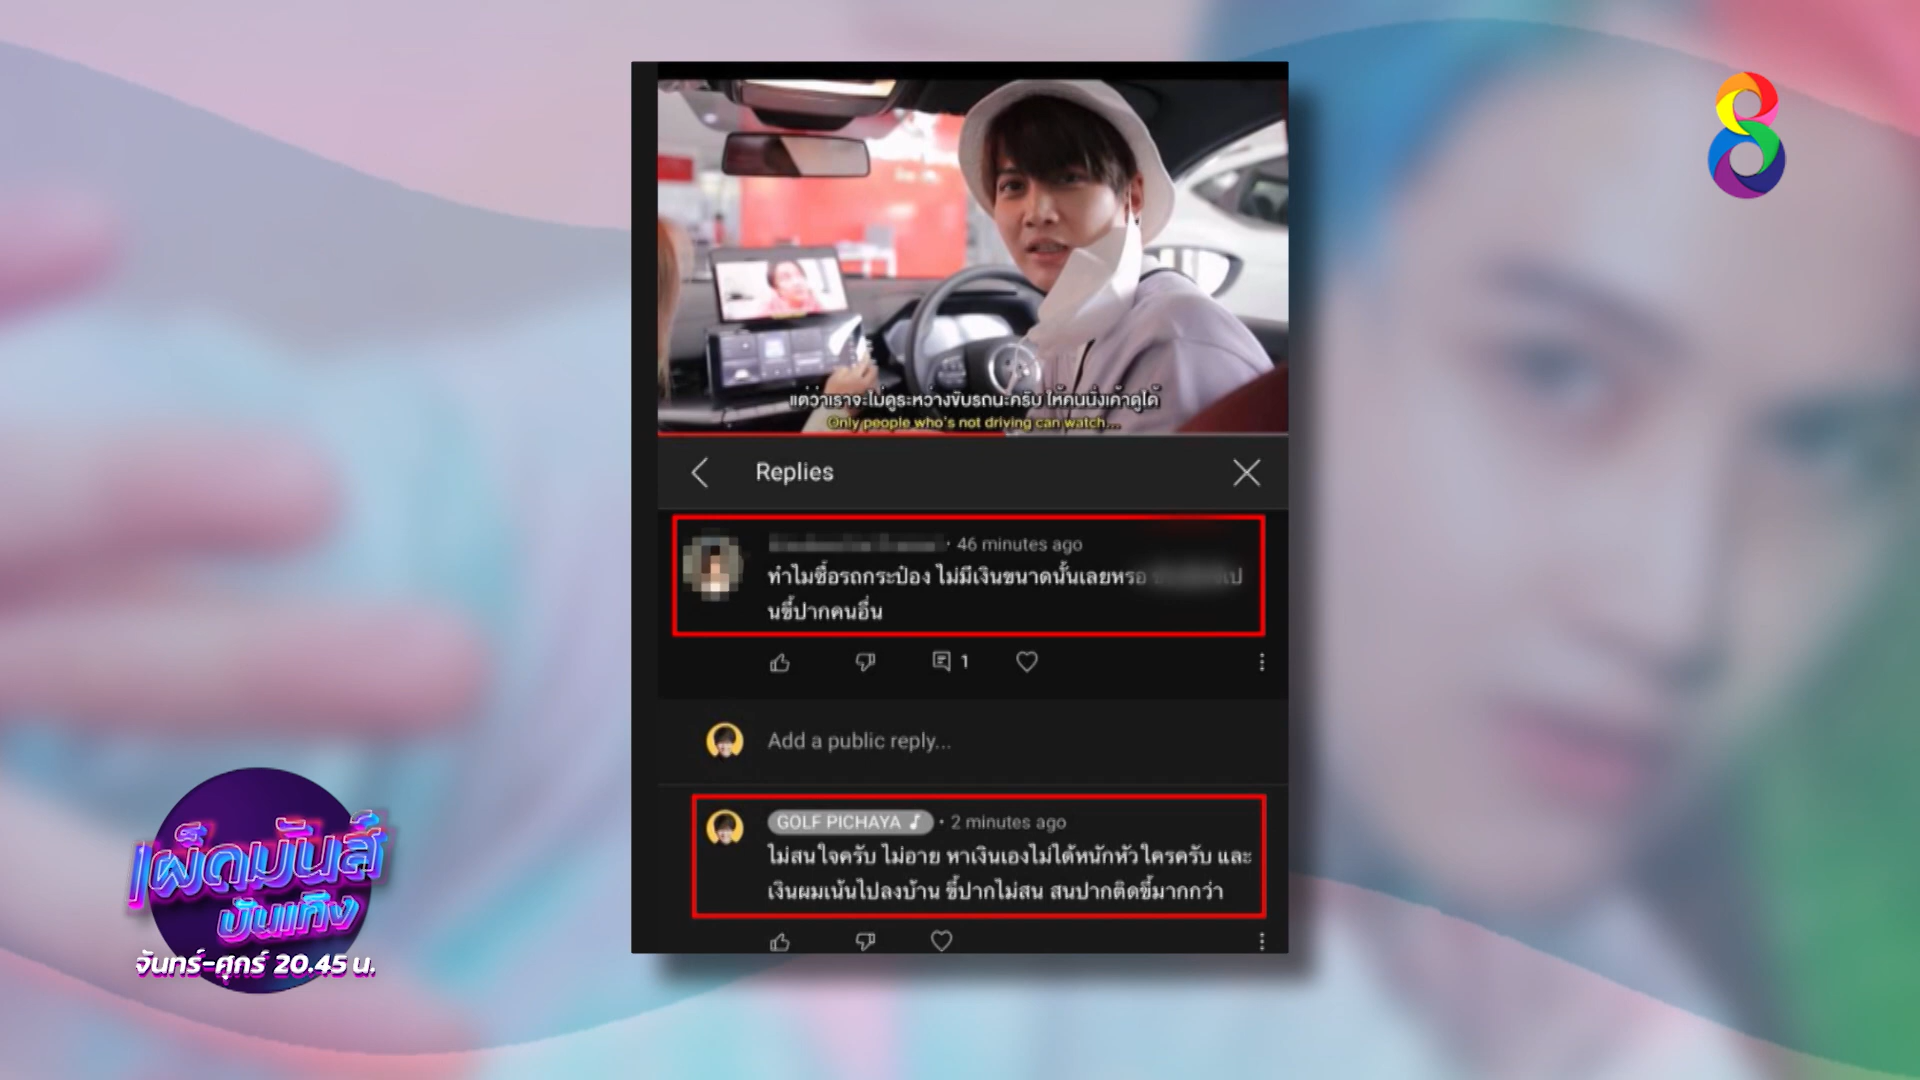 8
แต่ว่าเราจะไม่ดูระหว่างขับรถนะครับ ให้คนนั่งเค้าดูได้
Only people who's not driving can watch...
Replies
· 46 minutes ago
ทำไมซื้อรถกระป๋อง ไม่มีเงินขนาดนั้นเลยหรอ
นขี้ปากคนอื่น
1
Add a public reply...
GOLF PICHAYA · 2 minutes ago
ไม่สนใจครับ ไม่อาย หาเงินเองไม่ได้หนักหัวใครครับ และ
เงินผมเน้นไปลงบ้าน ขี้ปากไม่สน สนปากติดขี้มากกว่า
เผ็ดมันส์
บันเทิง
จันทร์-ศุกร์ 20.45 น.